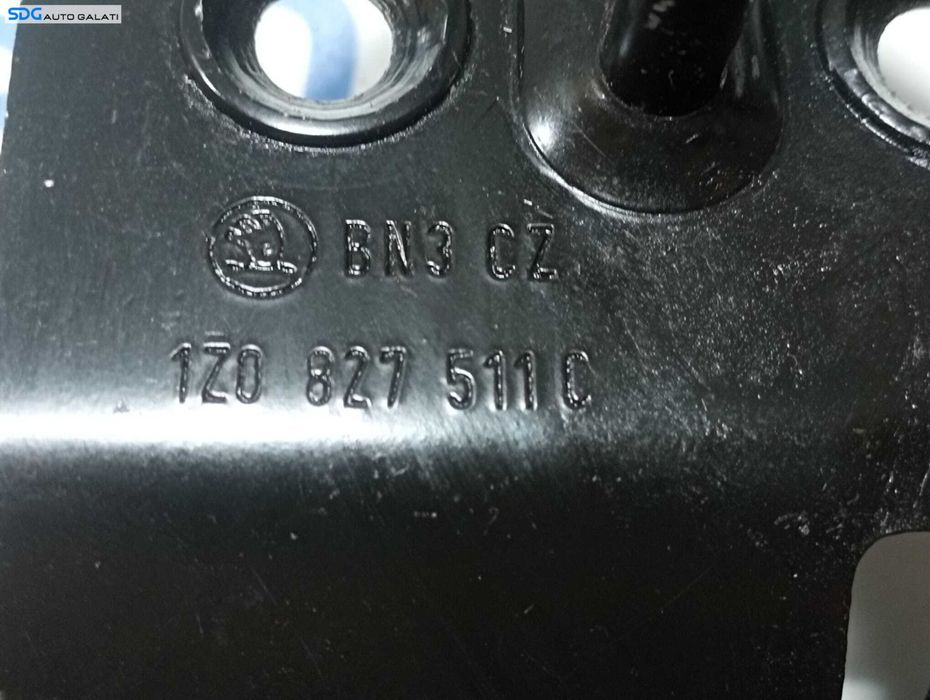 SDG AUTO GALATI
BN3 CZ
1Z0 827 511 C